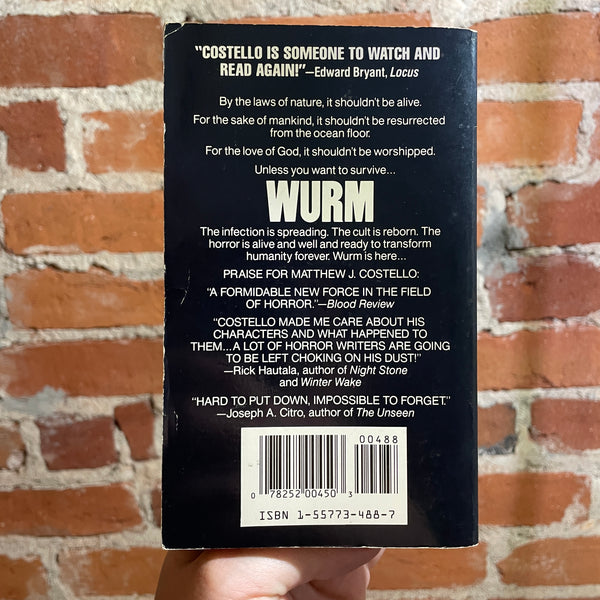 "COSTELLO IS SOMEONE TO WATCH AND
READ AGAIN!"—Edward Bryant, Locus
By the laws of nature, it shouldn't be alive.
For the sake of mankind, it shouldn't be resurrected
from the ocean floor.
For the love of God, it shouldn't be worshipped.
Unless you want to survive...
WURM
The infection is spreading. The cult is reborn. The
horror is alive and well and ready to transform
humanity forever. Wurm is here...
PRAISE FOR MATTHEW J. COSTELLO:
"A FORMIDABLE NEW FORCE IN THE FIELD
OF HORROR."—Blood Review
"COSTELLO MADE ME CARE ABOUT HIS
CHARACTERS AND WHAT HAPPENED TO
THEM...A LOT OF HORROR WRITERS ARE GOING
TO BE LEFT CHOKING ON HIS DUST!"
—Rick Hautala, author of Night Stone
and Winter Wake
"HARD TO PUT DOWN, IMPOSSIBLE TO FORGET."
—Joseph A. Citro, author of The Unseen
00488
0 78252 00450 3
ISBN 1-55773-488-7